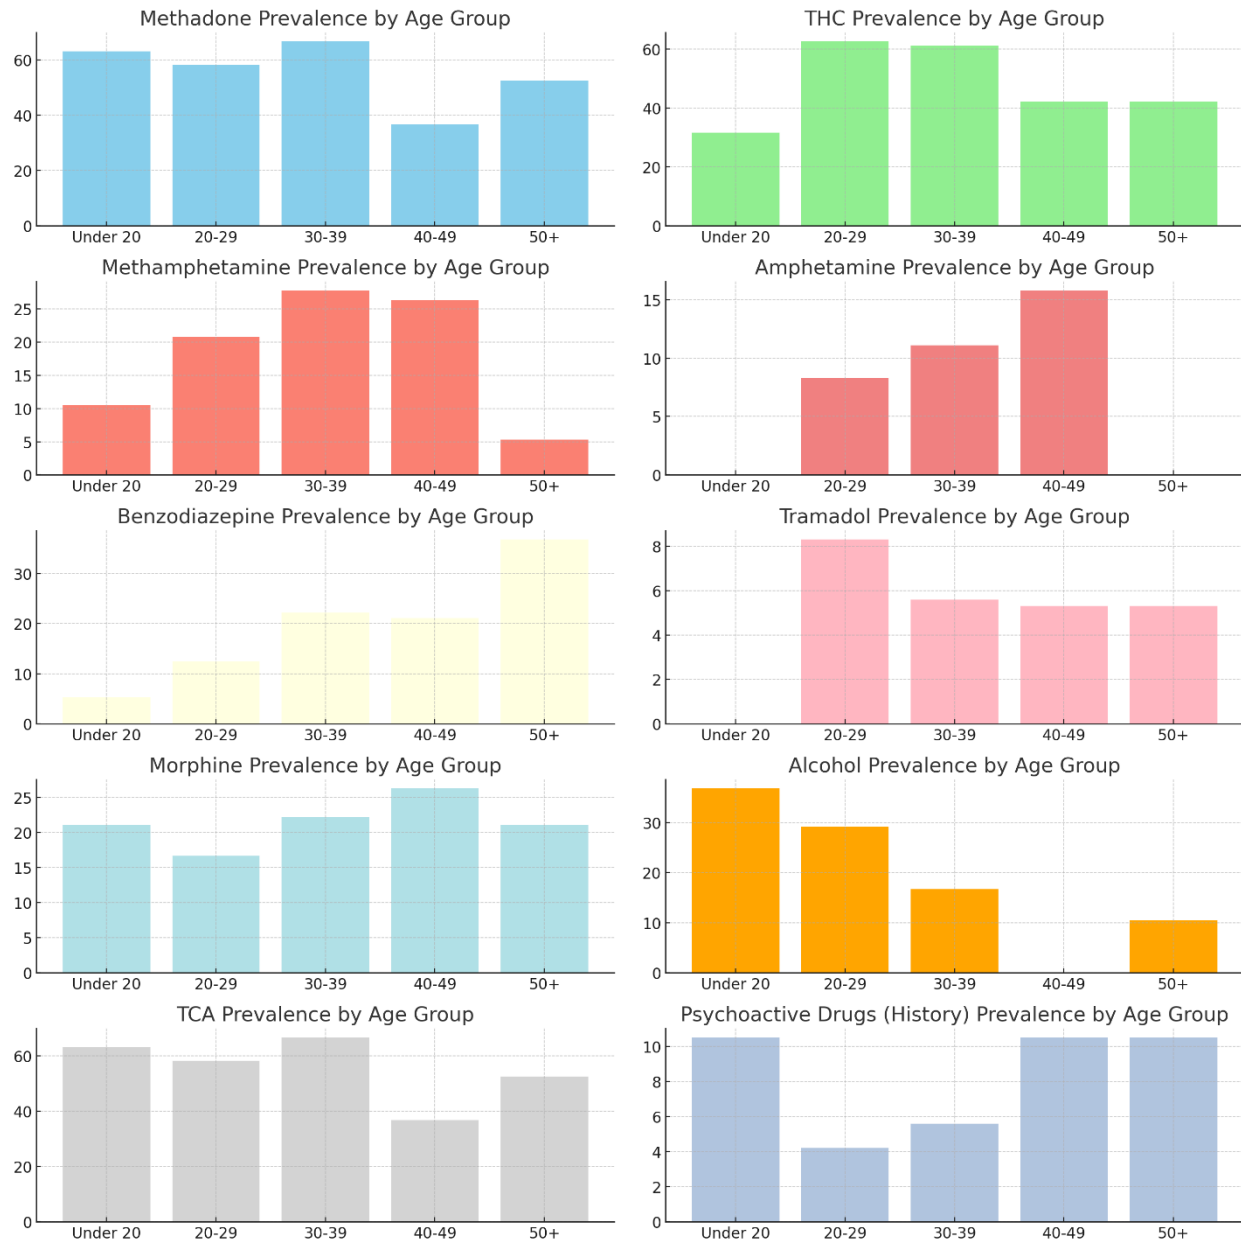 Methadone Prevalence by Age Group
60
40
20
0
Under 20 20-29 30-39 40-49 50+
THC Prevalence by Age Group
60
40
20
0
Under 20 20-29 30-39 40-49 50+
Methamphetamine Prevalence by Age Group
25
20
15
10
5
0
Under 20 20-29 30-39 40-49 50+
Amphetamine Prevalence by Age Group
15
10
5
0
Under 20 20-29 30-39 40-49 50+
Benzodiazepine Prevalence by Age Group
30
20
10
0
Under 20 20-29 30-39 40-49 50+
Tramadol Prevalence by Age Group
8
6
4
2
0
Under 20 20-29 30-39 40-49 50+
Morphine Prevalence by Age Group
25
20
15
10
5
0
Under 20 20-29 30-39 40-49 50+
Alcohol Prevalence by Age Group
30
20
10
0
Under 20 20-29 30-39 40-49 50+
TCA Prevalence by Age Group
60
40
20
0
Under 20 20-29 30-39 40-49 50+
Psychoactive Drugs (History) Prevalence by Age Group
10
8
6
4
2
0
Under 20 20-29 30-39 40-49 50+